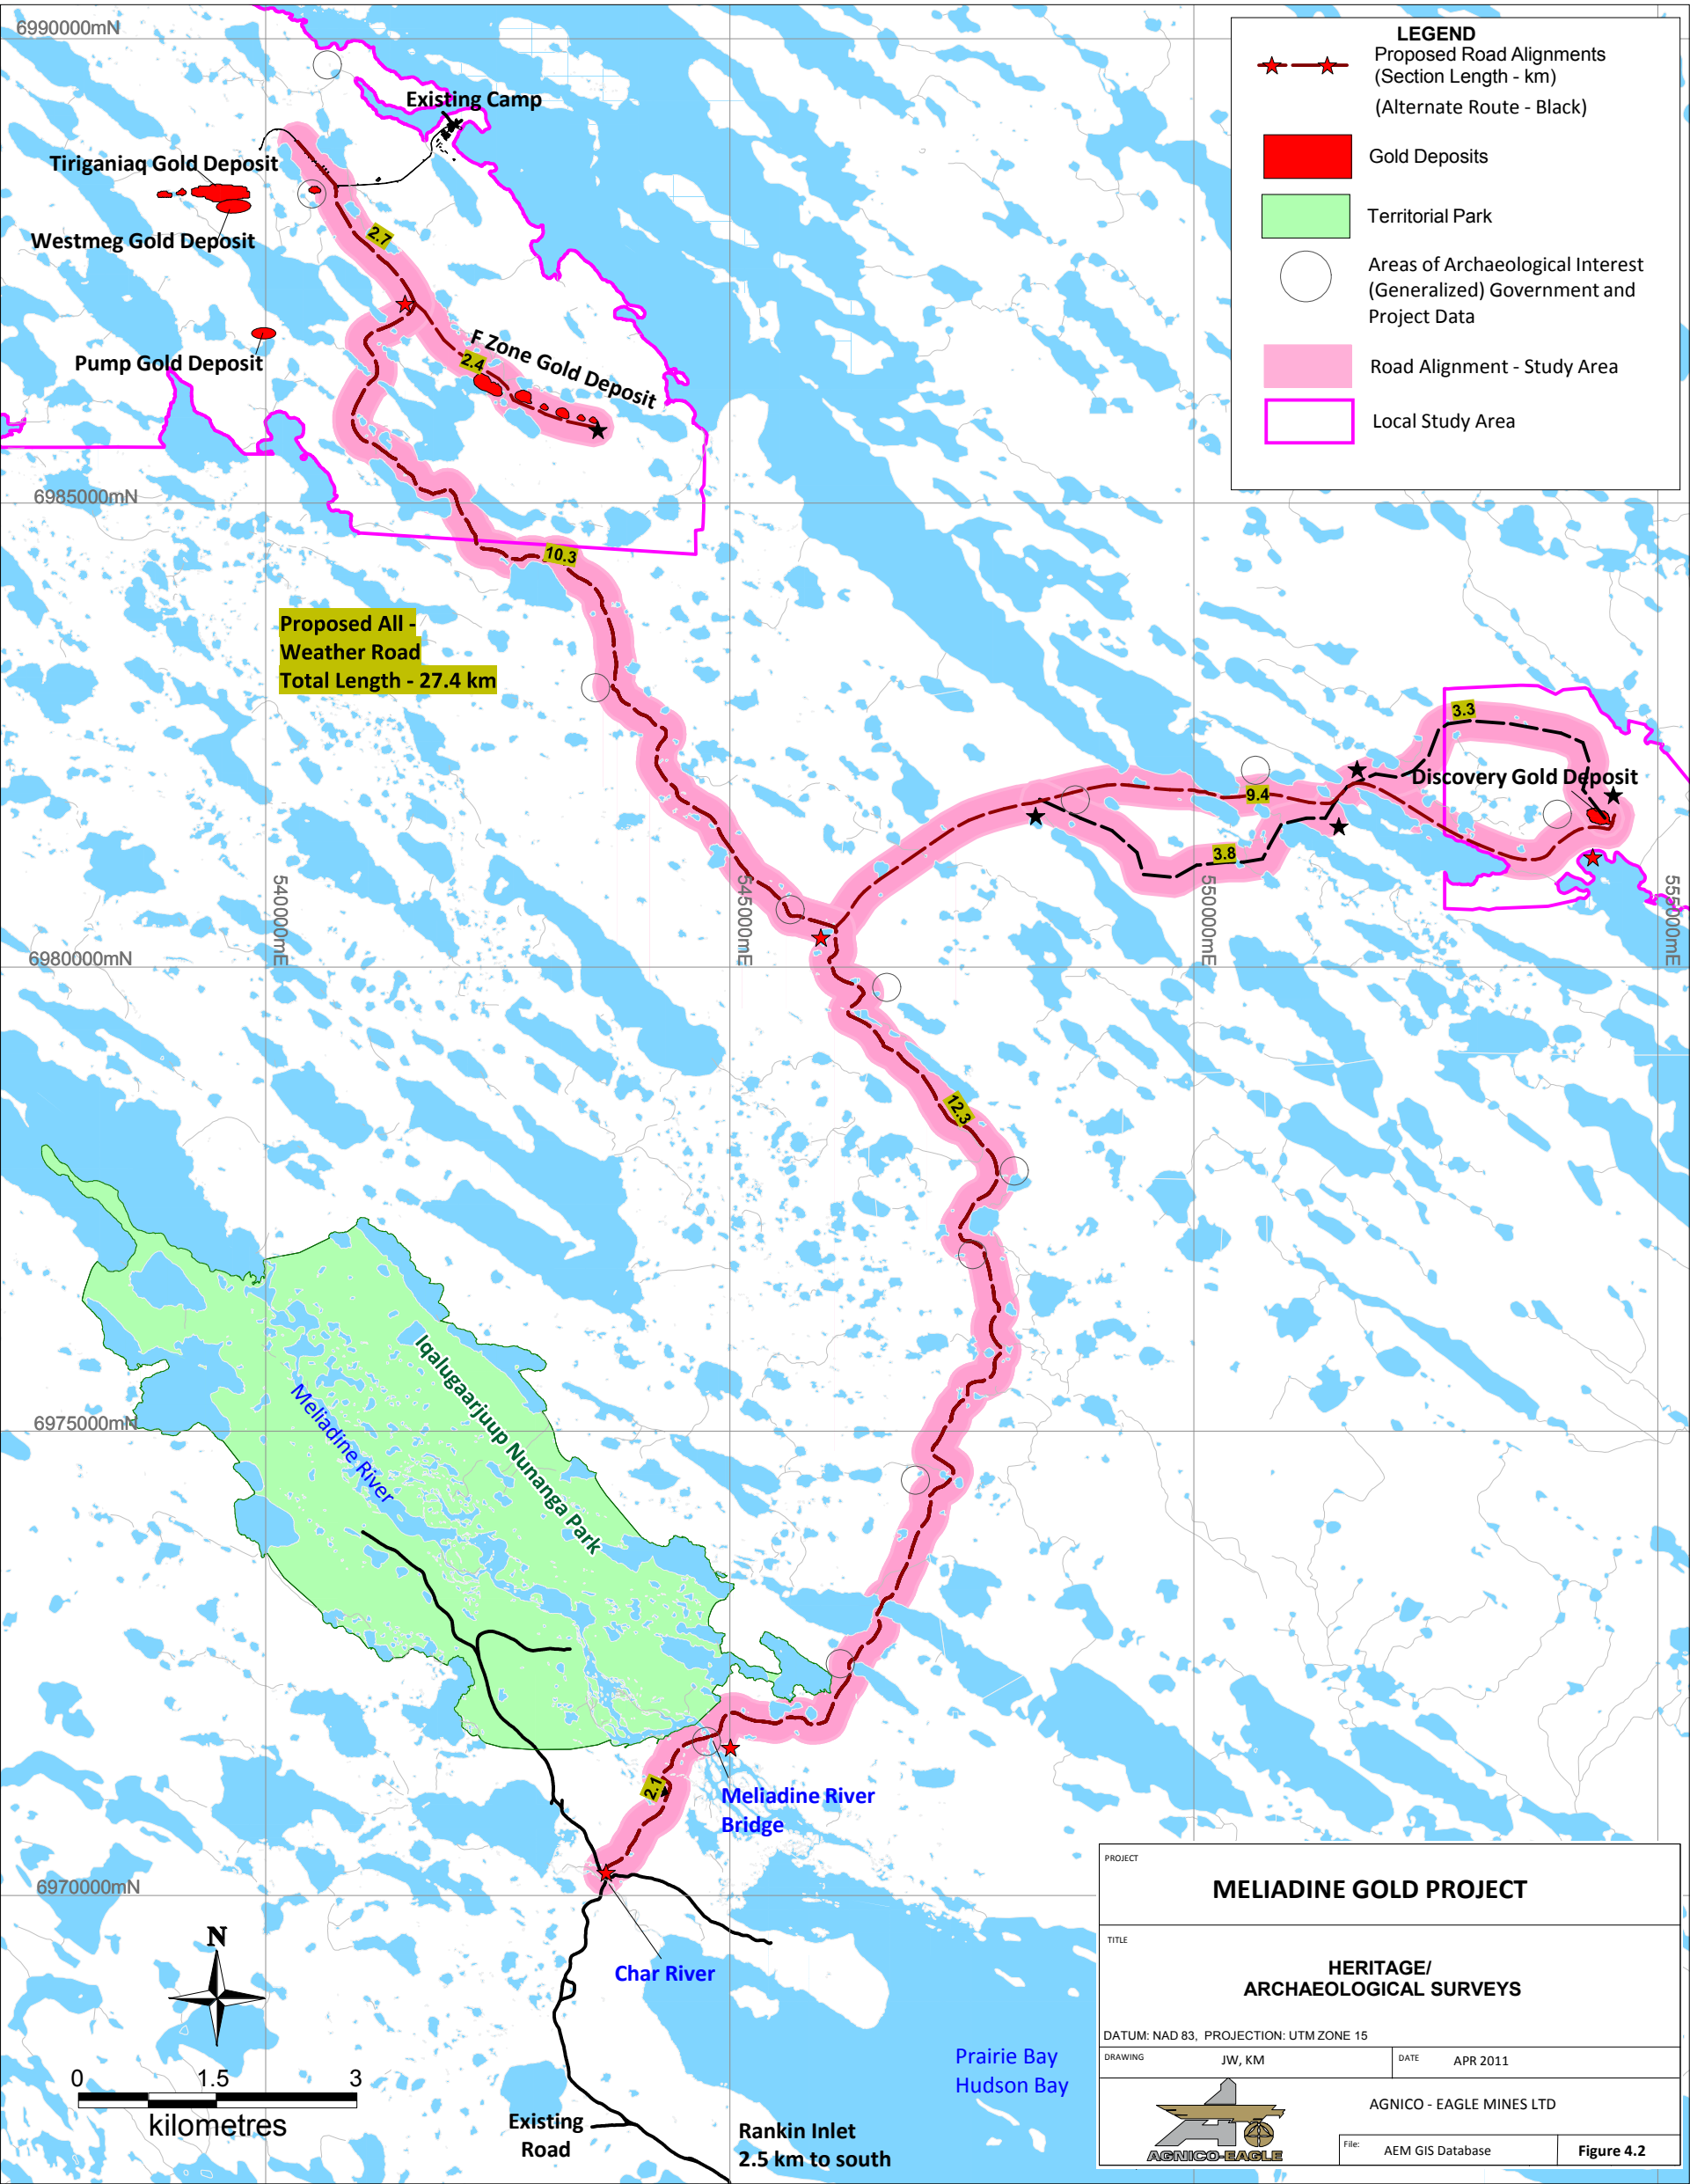 6990000mN
Existing Camp
Tiriganiaq Gold Deposit
Westmeg Gold Deposit
2.7
Pump Gold Deposit
F Zone Gold Deposit
2.4
6985000mN
10.3
Proposed All -
Weather Road
Total Length - 27.4 km
LEGEND
Proposed Road Alignments
(Section Length - km)
(Alternate Route - Black)
Gold Deposits
Territorial Park
Areas of Archaeological Interest
(Generalized) Government and
Project Data
Road Alignment - Study Area
Local Study Area
3.3
Discovery Gold Deposit
9.4
3.8
540000mE
545000mE
550000mE
555000mE
6980000mN
12.3
Iqalugaarjuup Nunanga Park
Meliadine River
6975000mN
2.1
Meliadine River
Bridge
6970000mN
Char River
N
0 1.5 3
kilometres
Existing
Road
Rankin Inlet
2.5 km to south
Prairie Bay
Hudson Bay
PROJECT
MELIADINE GOLD PROJECT
TITLE
HERITAGE/
ARCHAEOLOGICAL SURVEYS
DATUM: NAD 83, PROJECTION: UTM ZONE 15
DRAWING JW, KM DATE APR 2011
AGNICO-EAGLE
AGNICO - EAGLE MINES LTD
File: AEM GIS Database Figure 4.2